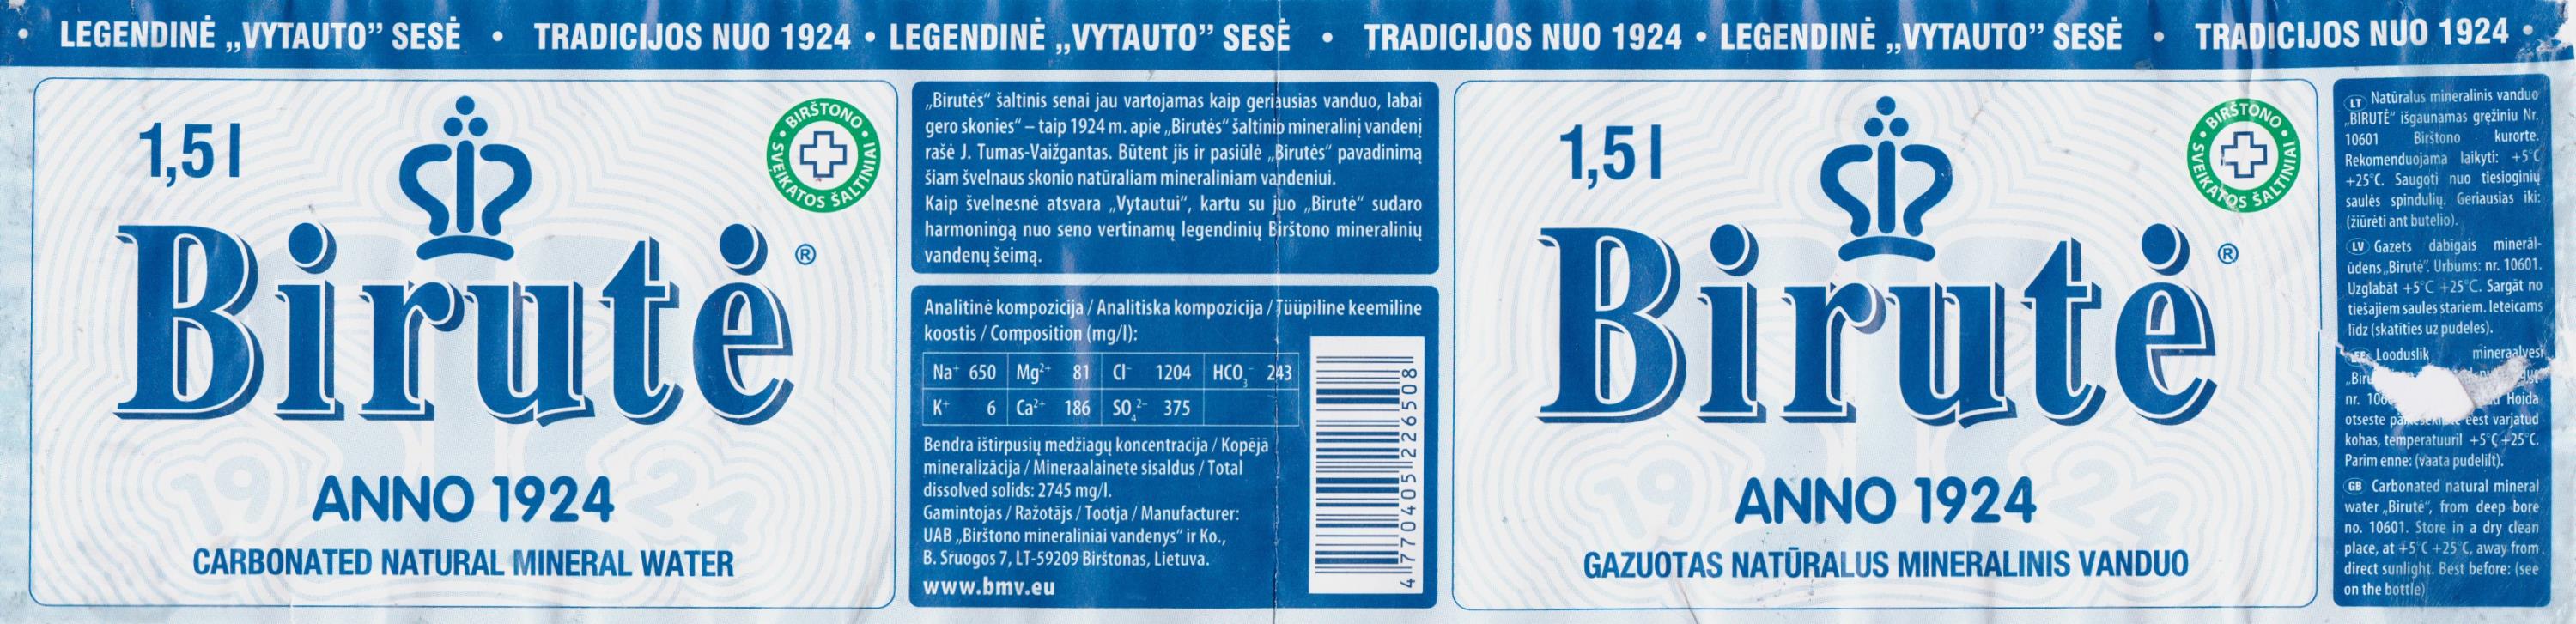 • LEGENDINĖ „VYTAUTO” SESĖ • TRADICIJOS NUO 1924 • LEGENDINĖ „VYTAUTO” SESĖ • TRADICIJOS NUO 1924 • LEGENDINĖ „VYTAUTO” SESĖ • TRADICIJOS NUO 1924 •
1,5 l
• BIRŠTONO •
SVEIKATOS ŠALTINIAI
Birutė ®
ANNO 1924
CARBONATED NATURAL MINERAL WATER
„Birutės“ šaltinis senai jau vartojamas kaip geriausias vanduo, labai
gero skonies“ – taip 1924 m. apie „Birutės“ šaltinio mineralinį vandenį
rašė J. Tumas-Vaižgantas. Būtent jis ir pasiūlė „Birutės“ pavadinimą
šiam švelnaus skonio natūraliam mineraliniam vandeniui.
Kaip švelnesnė atsvara „Vytautui“, kartu su juo „Birutė“ sudaro
harmoningą nuo seno vertinamų legendinių Birštono mineralinių
vandenų šeimą.
Analitinė kompozicija / Analitiska kompozicija / Tüüpiline keemiline
koostis / Composition (mg/l):
Na⁺ 650 Mg²⁺ 81 Cl⁻ 1204 HCO₃⁻ 243
K⁺ 6 Ca²⁺ 186 SO₄²⁻ 375
Bendra ištirpusių medžiagų koncentracija / Kopējā
mineralizācija / Mineraalainete sisaldus / Total
dissolved solids: 2745 mg/l.
Gamintojas / Ražotājs / Tootja / Manufacturer:
UAB „Birštono mineraliniai vandenys“ ir Ko.,
B. Sruogos 7, LT-59209 Birštonas, Lietuva.
www.bmv.eu
4 770405 226508
1,5 l
• BIRŠTONO •
SVEIKATOS ŠALTINIAI
Birutė ®
ANNO 1924
GAZUOTAS NATŪRALUS MINERALINIS VANDUO
LT Natūralus mineralinis vanduo
„BIRUTĖ“ išgaunamas gręžiniu Nr.
10601 Birštono kurorte.
Rekomenduojama laikyti: +5°C
+25°C. Saugoti nuo tiesioginių
saulės spindulių. Geriausias iki:
(žiūrėti ant butelio).
LV Gazets dabigais minerāl-
ūdens „Birutė“. Urbums: nr. 10601.
Uzglabāt +5°C +25°C. Sargāt no
tiešajiem saules stariem. Ieteicams
līdz (skatīties uz pudeles).
EE Looduslik mineraalvesi
„Biru
nr. 106 Hoida
otseste eest varjatud
kohas, temperatuuril +5°C +25°C.
Parim enne: (vaata pudelilt).
GB Carbonated natural mineral
water „Birutė“, from deep bore
no. 10601. Store in a dry clean
place, at +5°C +25°C, away from
direct sunlight. Best before: (see
on the bottle)